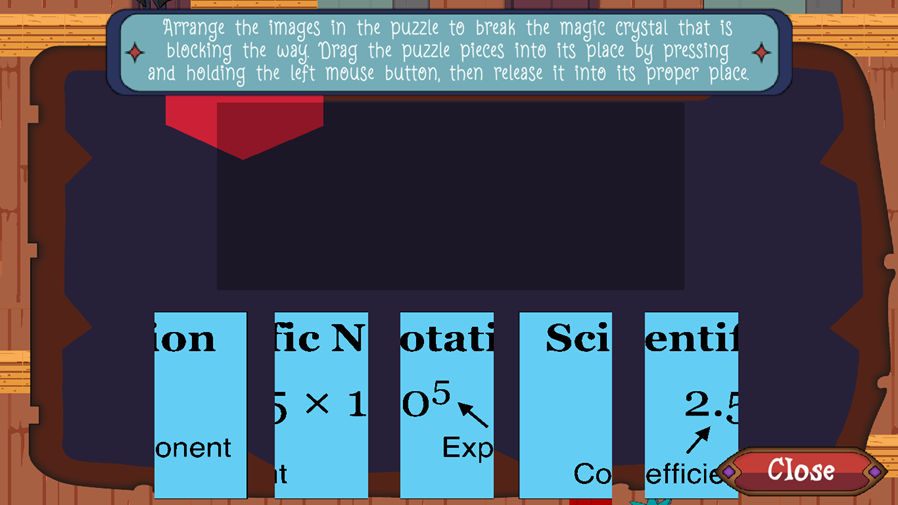 Arrange the images in the puzzle to break the magic crystal that is
blocking the way. Drag the puzzle pieces into its place by pressing
and holding the left mouse button, then release it into its proper place.
ion
onent
fic N
5 × 1
nt
otati
0⁵
Exp
Sci
Co
entif
2.5
efficie
Close